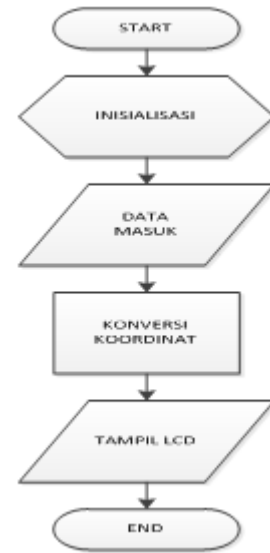 START
INISIALISASI
DATA
MASUK
KONVERSI
KOORDINAT
TAMPIL LCD
END